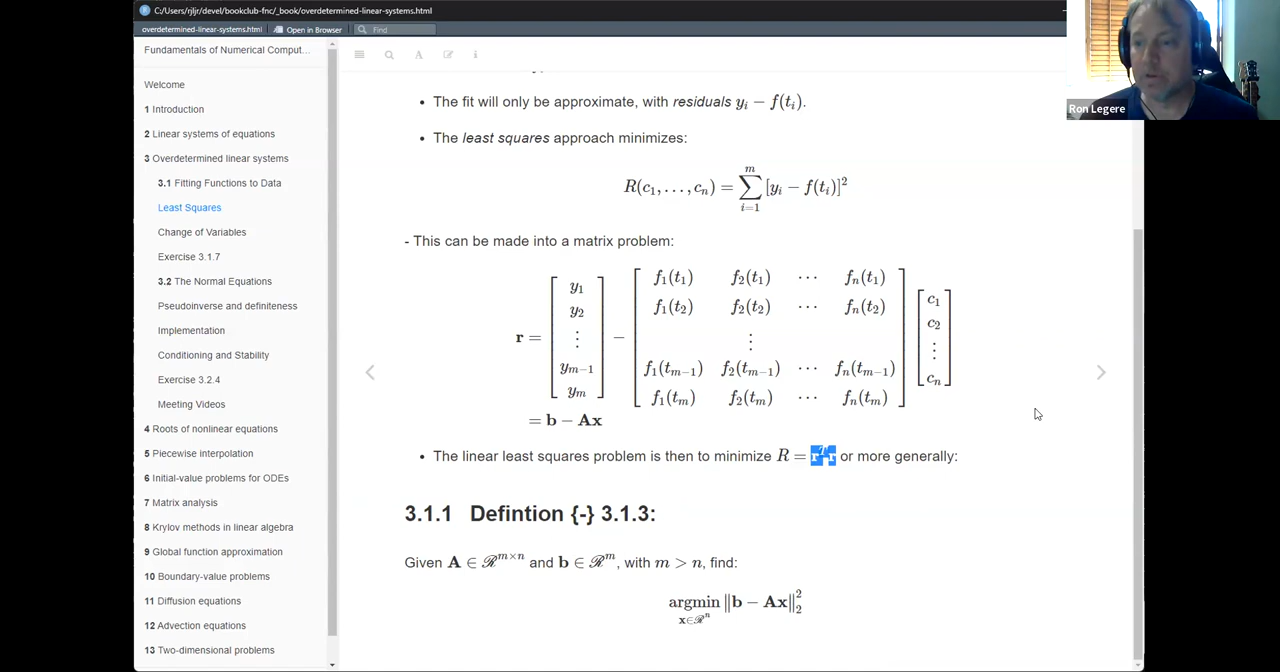 C:/Users/rjljr/devel/bookclub-fnc/_book/overdetermined-linear-systems.html
overdetermined-linear-systems.html Open in Browser Find
Fundamentals of Numerical Comput...
Welcome
1 Introduction
2 Linear systems of equations
3 Overdetermined linear systems
3.1 Fitting Functions to Data
Least Squares
Change of Variables
Exercise 3.1.7
3.2 The Normal Equations
Pseudoinverse and definiteness
Implementation
Conditioning and Stability
Exercise 3.2.4
Meeting Videos
4 Roots of nonlinear equations
5 Piecewise interpolation
6 Initial-value problems for ODEs
7 Matrix analysis
8 Krylov methods in linear algebra
9 Global function approximation
10 Boundary-value problems
11 Diffusion equations
12 Advection equations
13 Two-dimensional problems
• The fit will only be approximate, with residuals y_i − f(t_i).
• The least squares approach minimizes:
R(c_1, …, c_n) = ∑_{i=1}^{m} [y_i − f(t_i)]^2
- This can be made into a matrix problem:
r = [y_1 y_2 ⋮ y_{m−1} y_m] − [f_1(t_1) f_2(t_1) ⋯ f_n(t_1)
f_1(t_2) f_2(t_2) ⋯ f_n(t_2)
⋮
f_1(t_{m−1}) f_2(t_{m−1}) ⋯ f_n(t_{m−1})
f_1(t_m) f_2(t_m) ⋯ f_n(t_m)] [c_1 c_2 ⋮ c_n]
= b − Ax
• The linear least squares problem is then to minimize R = r^T r or more generally:
3.1.1 Defintion {-} 3.1.3:
Given A ∈ ℛ^{m×n} and b ∈ ℛ^m, with m > n, find:
argmin_{x∈ℛ^n} ‖b − Ax‖_2^2
Ron Legere